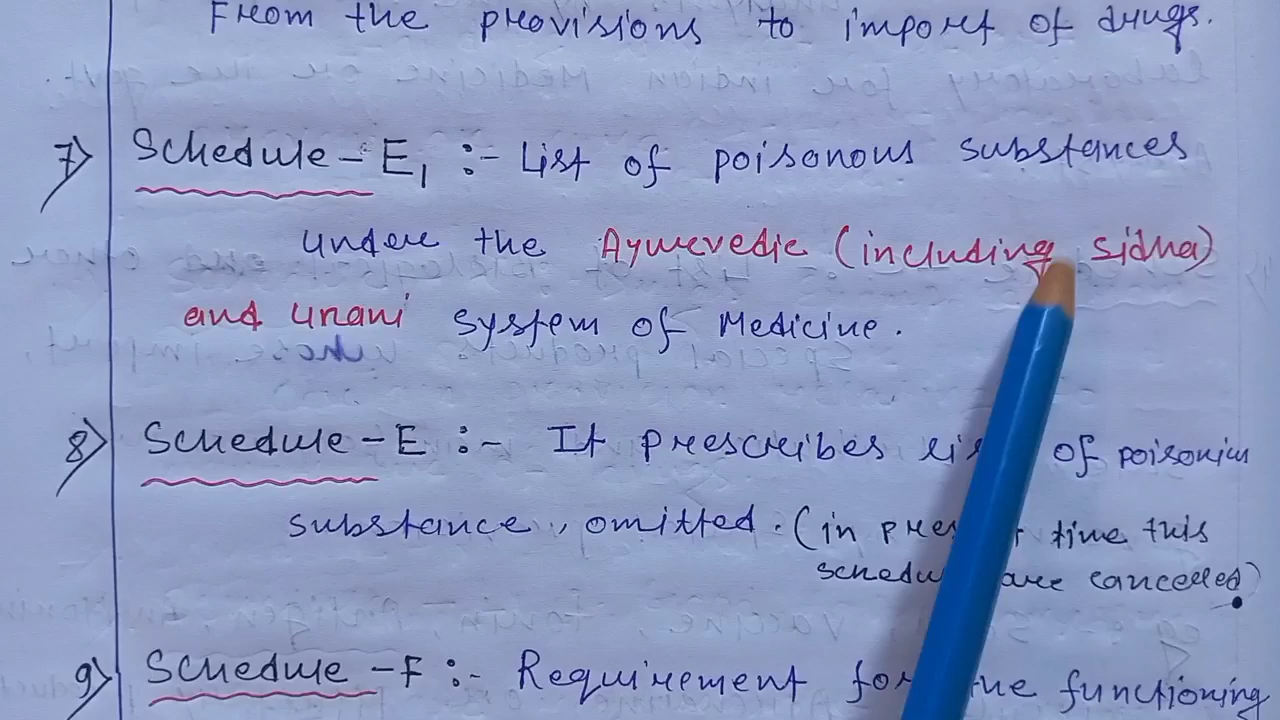 From the provisions to import of drugs.
7) Schedule - E1 :- List of poisonous substances
under the Ayurvedic (including sidha)
and unani system of Medicine.
8) Schedule - E :- It prescribes of poisonius
substance, omitted. (in time this
are cancelled)
9) Schedule - F :- Requirement for the functioning